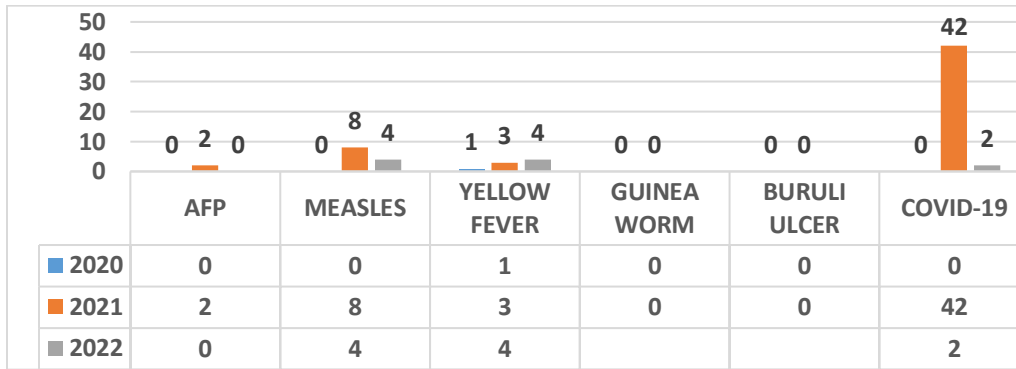 50
40
30
20
10
0
0 2 0
0 8 4
1 3 4
0 0
0 0
0 42 2
AFP MEASLES YELLOW FEVER GUINEA WORM BURULI ULCER COVID-19
2020 0 0 1 0 0 0
2021 2 8 3 0 0 42
2022 0 4 4 2